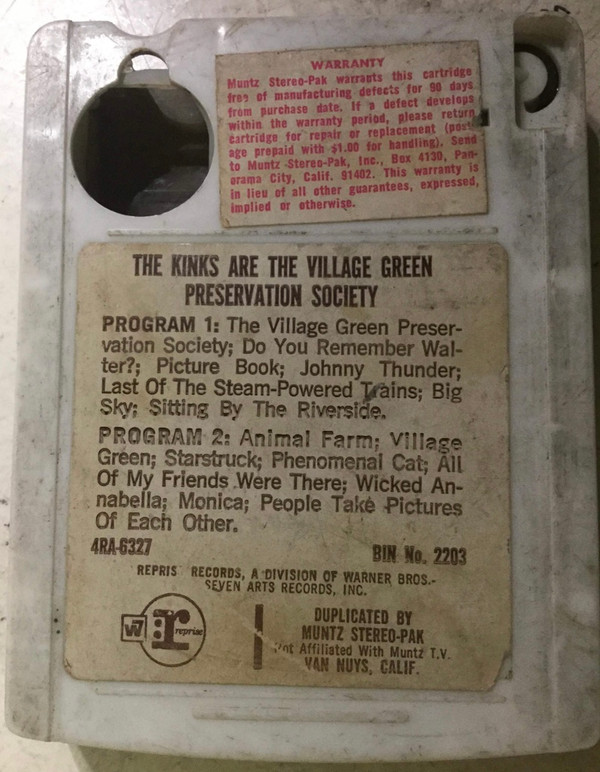 WARRANTY
Muntz Stereo-Pak warrants this cartridge
free of manufacturing defects for 90 days
from purchase date. If a defect develops
within the warranty period, please return
cartridge for repair or replacement (post-
age prepaid with $1.00 for handling). Send
to Muntz Stereo-Pak, Inc., Box 4130, Pan-
orama City, Calif. 91402. This warranty is
in lieu of all other guarantees, expressed,
implied or otherwise.
THE KINKS ARE THE VILLAGE GREEN
PRESERVATION SOCIETY
PROGRAM 1: The Village Green Preser-
vation Society; Do You Remember Wal-
ter?; Picture Book; Johnny Thunder;
Last Of The Steam-Powered Trains; Big
Sky; Sitting By The Riverside.
PROGRAM 2: Animal Farm; Village
Green; Starstruck; Phenomenal Cat; All
Of My Friends Were There; Wicked An-
nabella; Monica; People Take Pictures
Of Each Other.
4RA-6327 BIN No. 2203
REPRIS RECORDS, A DIVISION OF WARNER BROS.-
SEVEN ARTS RECORDS, INC.
W7 r reprise
DUPLICATED BY
MUNTZ STEREO-PAK
Not Affiliated With Muntz T.V.
VAN NUYS, CALIF.